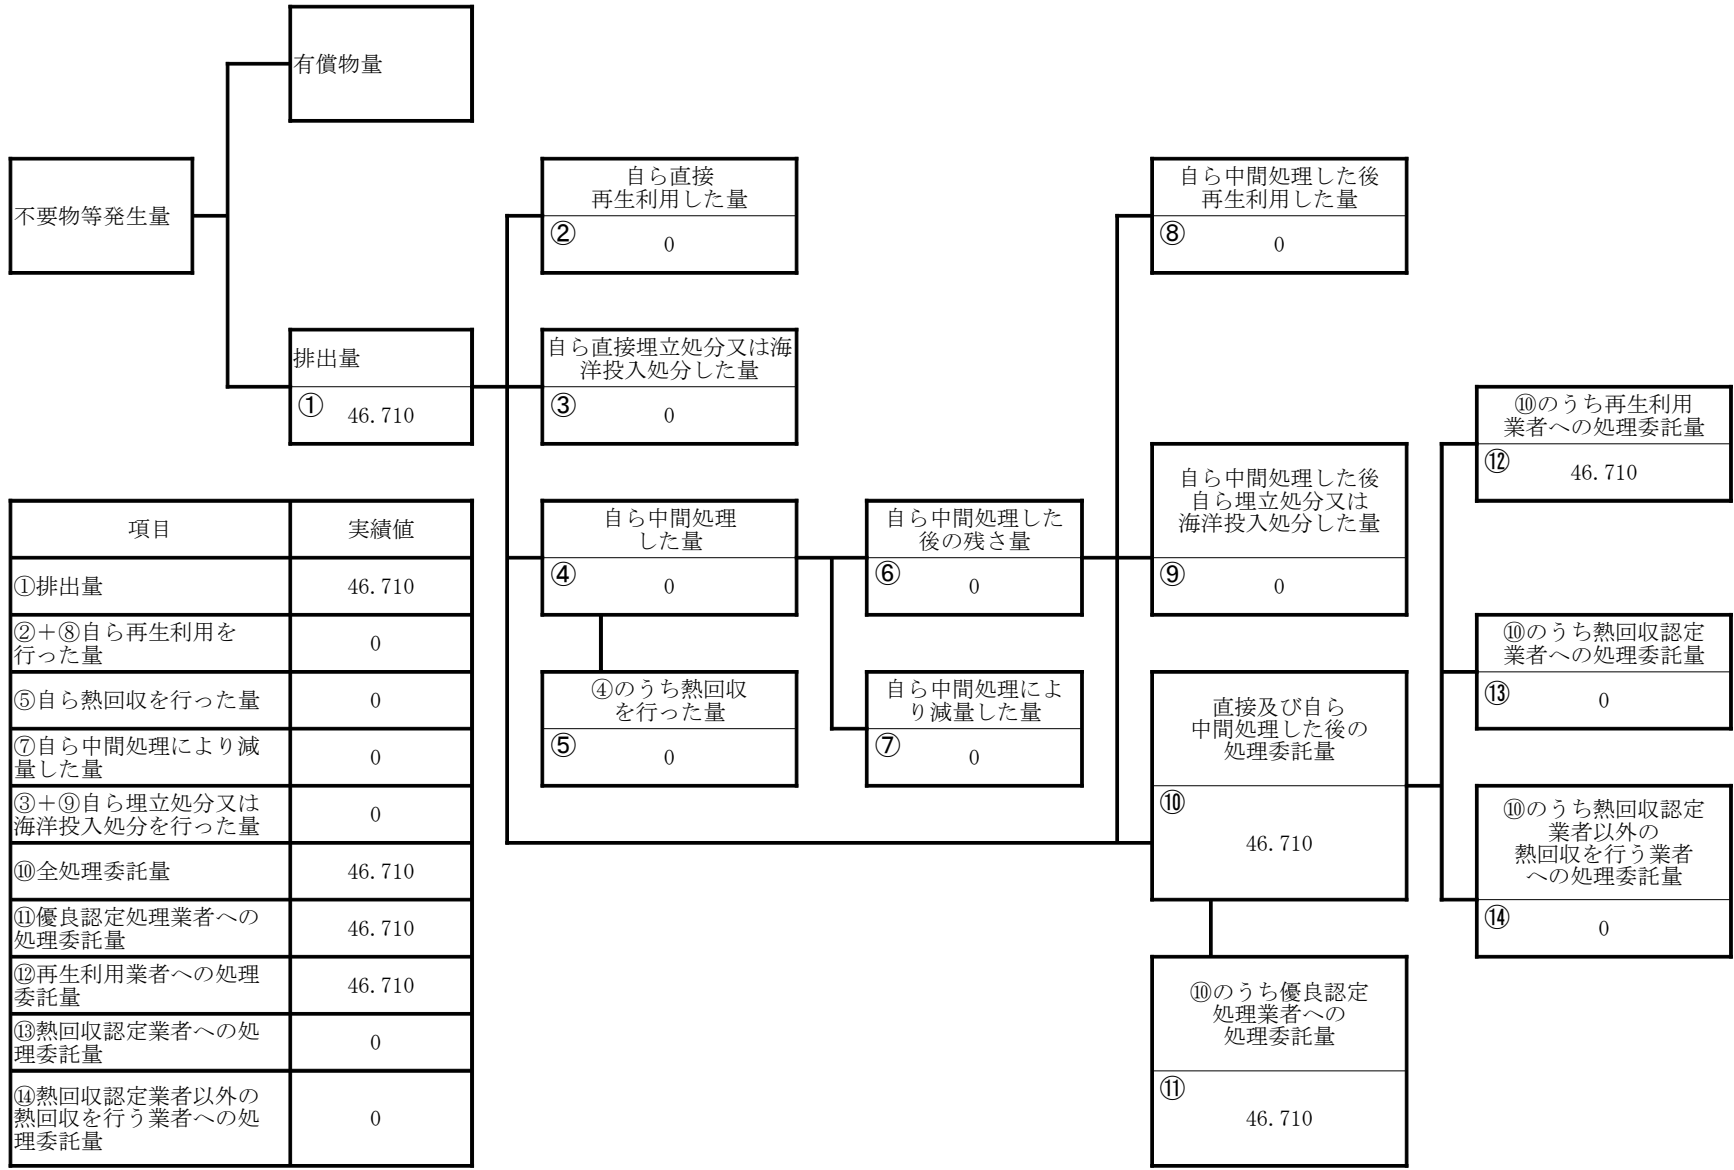 有償物量
不要物等発生量
自ら直接
再生利用した量
②
0
自ら中間処理した後
再生利用した量
⑧
0
排出量
①
46.710
自ら直接埋立処分又は海
洋投入処分した量
③
0
⑩のうち再生利用
業者への処理委託量
⑫
46.710
自ら中間処理
した量
④
0
自ら中間処理した
後の残さ量
⑥
0
自ら中間処理した後
自ら埋立処分又は
海洋投入処分した量
⑨
0
④のうち熱回収
を行った量
⑤
0
自ら中間処理によ
り減量した量
⑦
0
直接及び自ら
中間処理した後の
処理委託量
⑩
46.710
⑩のうち熱回収認定
業者への処理委託量
⑬
0
⑩のうち熱回収認定
業者以外の
熱回収を行う業者
への処理委託量
⑭
0
⑩のうち優良認定
処理業者への
処理委託量
⑪
46.710
項目 実績値
①排出量 46.710
②＋⑧自ら再生利用を
行った量 0
⑤自ら熱回収を行った量 0
⑦自ら中間処理により減
量した量 0
③＋⑨自ら埋立処分又は
海洋投入処分を行った量 0
⑩全処理委託量 46.710
⑪優良認定処理業者への
処理委託量 46.710
⑫再生利用業者への処理
委託量 46.710
⑬熱回収認定業者への処
理委託量 0
⑭熱回収認定業者以外の
熱回収を行う業者への処
理委託量 0